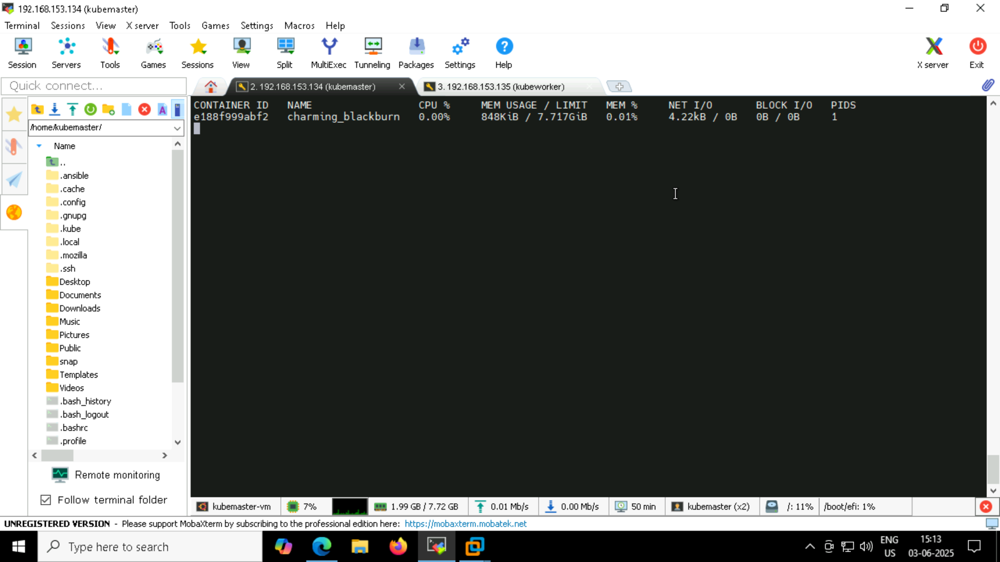 192.168.153.134 (kubemaster)
Terminal Sessions View X server Tools Games Settings Macros Help
Session Servers Tools Games Sessions View Split MultiExec Tunneling Packages Settings Help X server Exit
Quick connect...
2. 192.168.153.134 (kubemaster)
3. 192.168.153.135 (kubeworker)
/home/kubemaster/
Name
..
.ansible
.cache
.config
.gnupg
.kube
.local
.mozilla
.ssh
Desktop
Documents
Downloads
Music
Pictures
Public
snap
Templates
Videos
.bash_history
.bash_logout
.bashrc
.profile
Remote monitoring
Follow terminal folder
CONTAINER ID NAME CPU % MEM USAGE / LIMIT MEM % NET I/O BLOCK I/O PIDS
e188f999abf2 charming_blackburn 0.00% 848KiB / 7.717GiB 0.01% 4.22kB / 0B 0B / 0B 1
kubemaster-vm 7% 1.99 GB / 7.72 GB 0.01 Mb/s 0.00 Mb/s 50 min kubemaster (x2) /: 11% /boot/efi: 1%
UNREGISTERED VERSION - Please support MobaXterm by subscribing to the professional edition here: https://mobaxterm.mobatek.net
Type here to search
ENG
US
15:13
03-06-2025